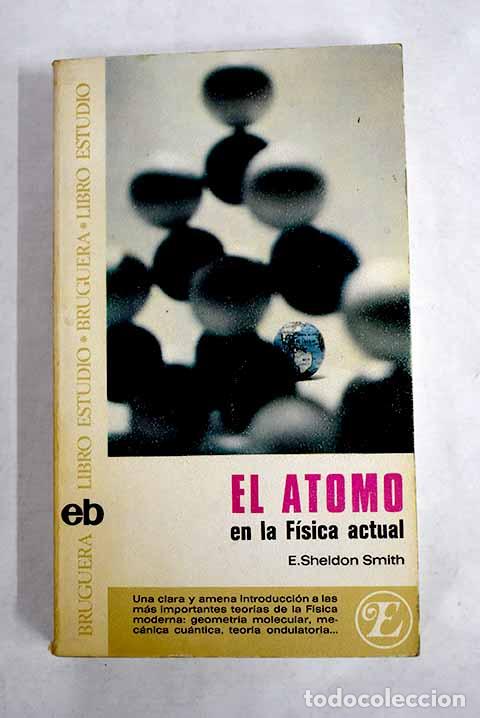 BRUGUERA LIBRO ESTUDIO • BRUGUERA • LIBRO ESTUDIO
eb
EL ATOMO
en la Física actual
E. Sheldon Smith
Una clara y amena introducción a las
más importantes teorías de la Física
moderna: geometría molecular, me-
cánica cuántica, teoría ondulatoria...
E
todocoleccion